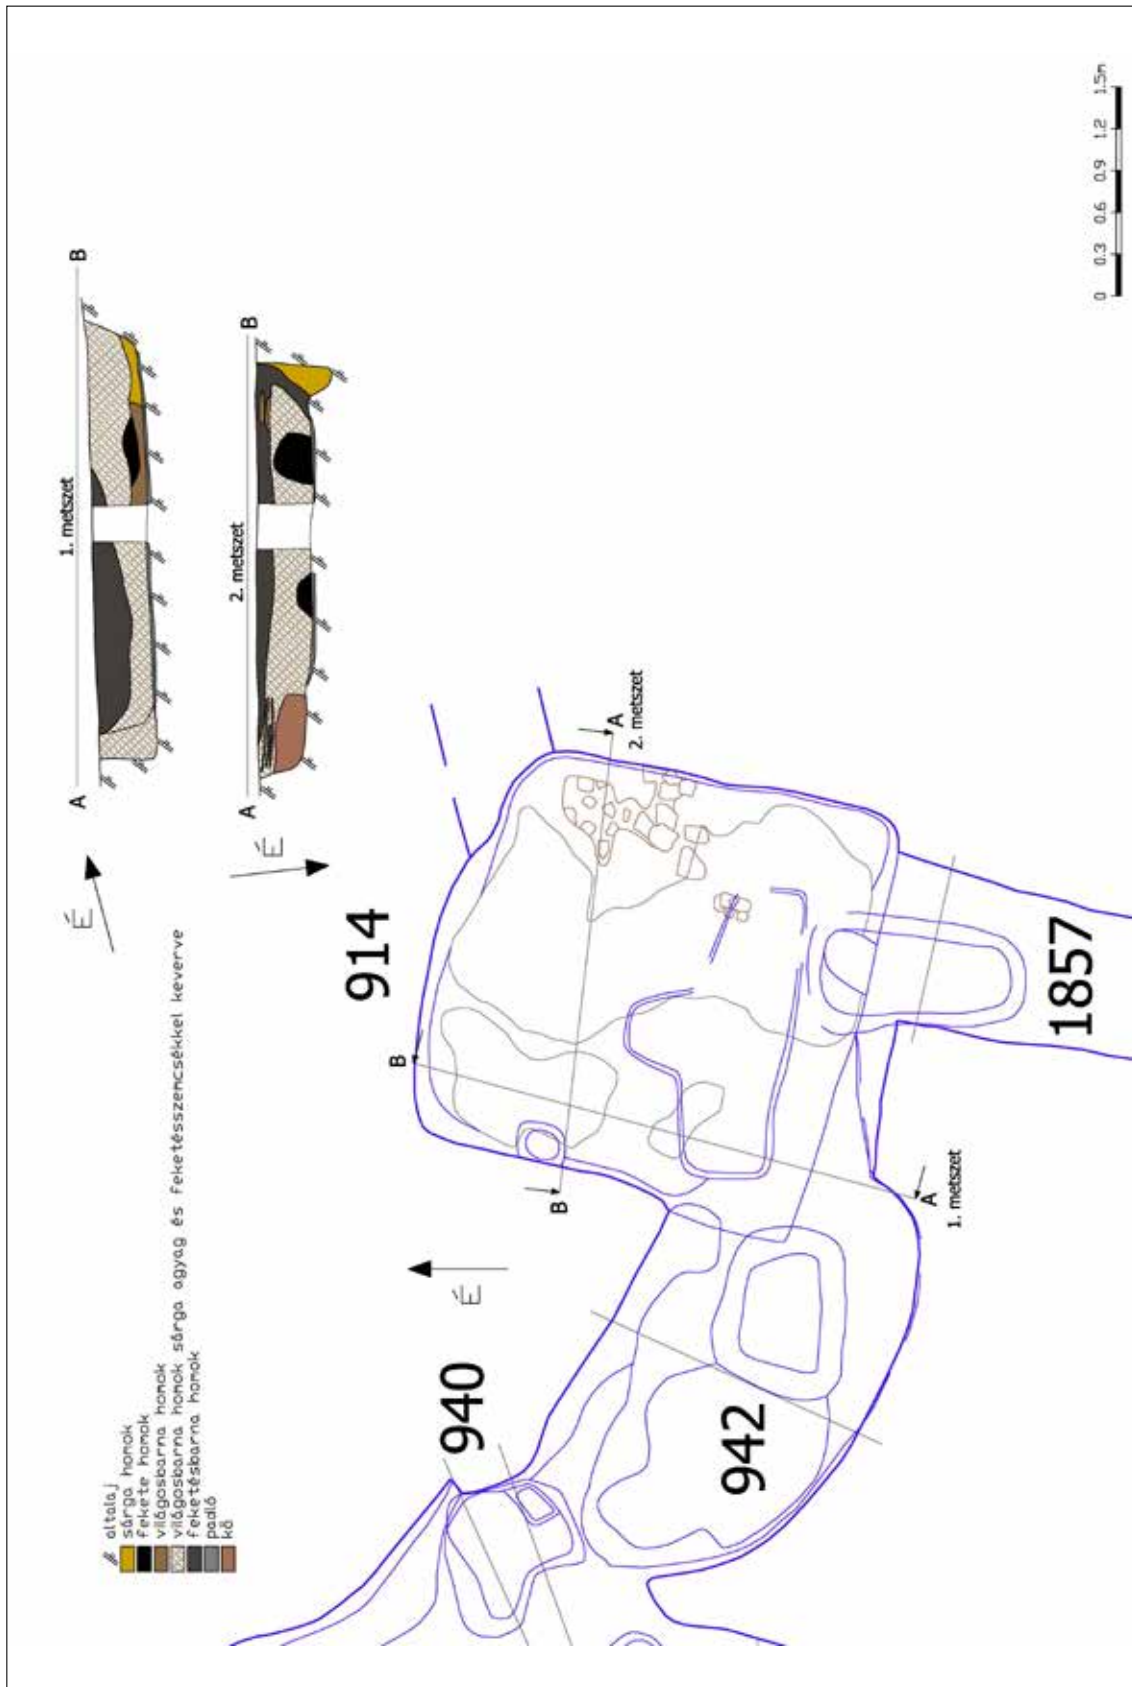 altalaj
sárga homok
fekete homok
világosbarna homok
világosbarna homok sárga agyag és feketésszencsékkel keverve
feketésbarna homok
padló
kő
É
A
1. metszet
B
É
A
2. metszet
B
914
B
A
2. metszet
B
A
1. metszet
É
940
942
1857
0 0.3 0.6 0.9 1.2 1.5m